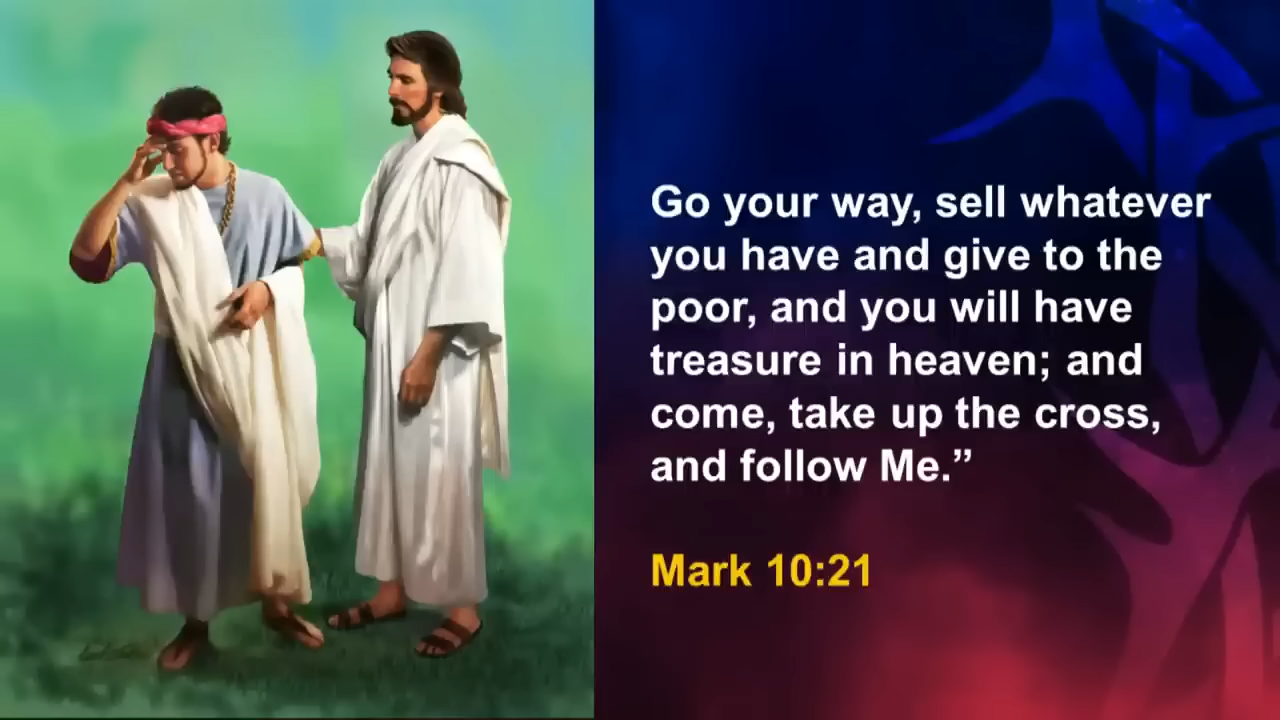 Go your way, sell whatever
you have and give to the
poor, and you will have
treasure in heaven; and
come, take up the cross,
and follow Me.”
Mark 10:21